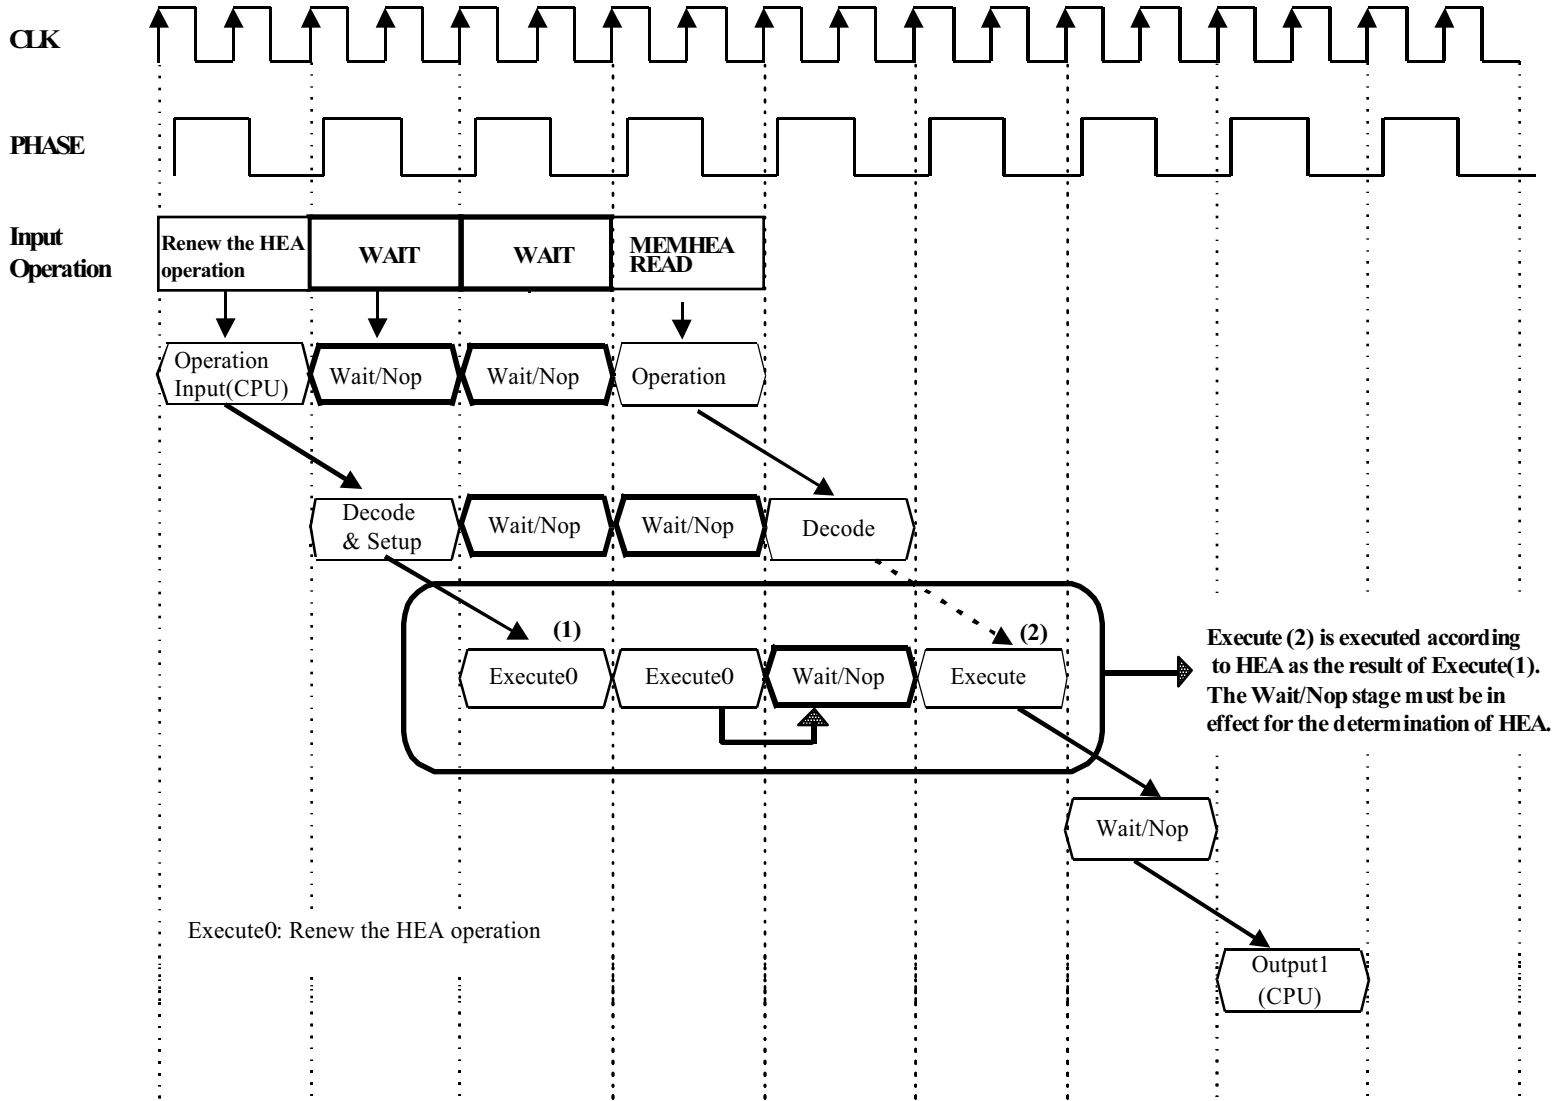 CLK
PHASE
Input
Operation
Renew the HEA
operation
WAIT
WAIT
MEMHEA
READ
Operation
Input(CPU)
Wait/Nop
Wait/Nop
Operation
Decode
& Setup
Wait/Nop
Wait/Nop
Decode
(1)
(2)
Execute0
Execute0
Wait/Nop
Execute
Execute (2) is executed according
to HEA as the result of Execute(1).
The Wait/Nop stage must be in
effect for the determination of HEA.
Wait/Nop
Execute0: Renew the HEA operation
Output1
(CPU)